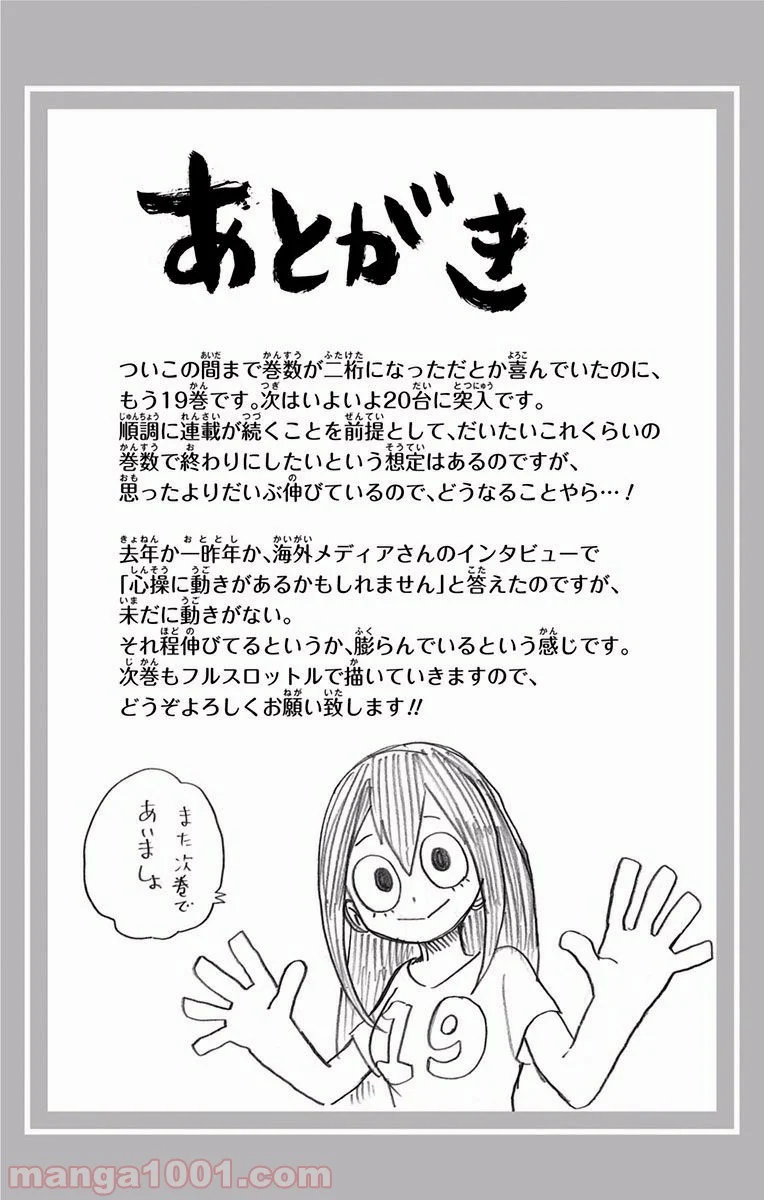 あとがき
ついこの間まで巻数が二桁になっただとか喜んでいたのに、
もう19巻です。次はいよいよ20台に突入です。
順調に連載が続くことを前提として、だいたいこれくらいの
巻数で終わりにしたいという想定はあるのですが、
思ったよりだいぶ伸びているので、どうなることやら…！
去年か一昨年か、海外メディアさんのインタビューで
「心操に動きがあるかもしれません」と答えたのですが、
未だに動きがない。
それ程伸びてるというか、膨らんでいるという感じです。
次巻もフルスロットルで描いていきますので、
どうぞよろしくお願い致します!!
また次巻で
あいましょ
19
manga1001.com